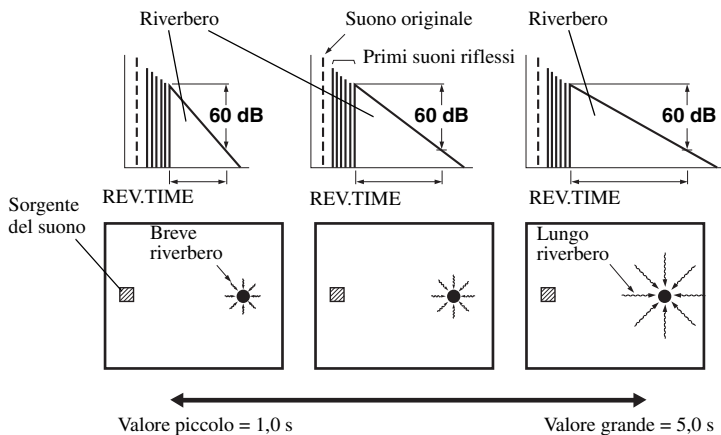 Riverbero
Suono originale
Riverbero
Primi suoni riflessi
60 dB
60 dB
60 dB
REV.TIME
REV.TIME
REV.TIME
Sorgente
del suono
Breve
riverbero
Lungo
riverbero
Valore piccolo = 1,0 s
Valore grande = 5,0 s